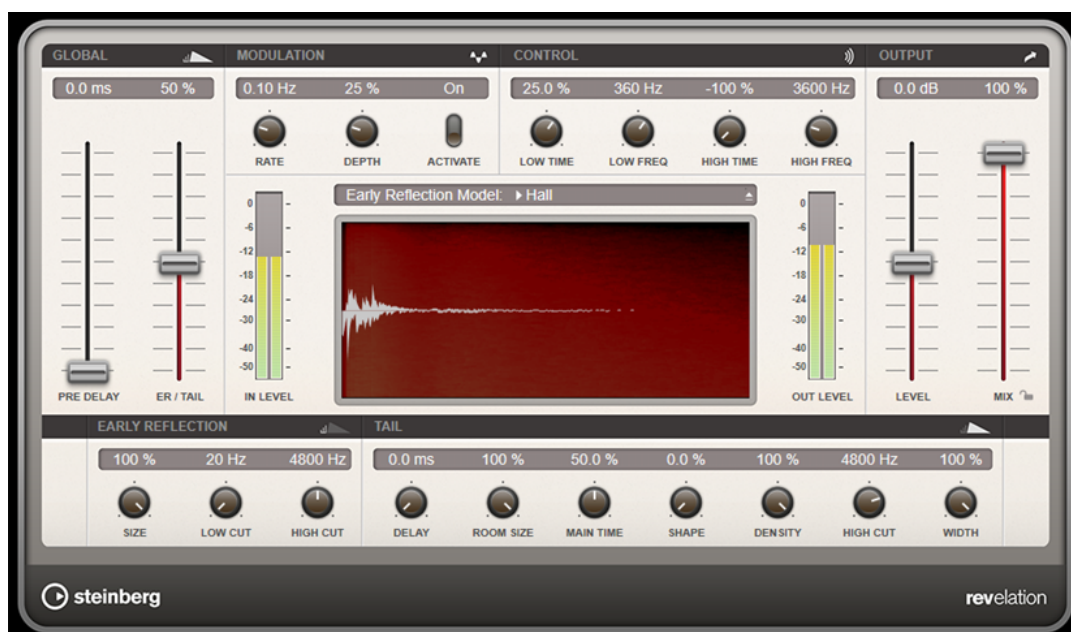 GLOBAL
MODULATION
CONTROL
OUTPUT
0.0 ms 50 %
0.10 Hz 25 % On
25.0 % 360 Hz -100 % 3600 Hz
0.0 dB 100 %
RATE DEPTH ACTIVATE
LOW TIME LOW FREQ HIGH TIME HIGH FREQ
Early Reflection Model: Hall
0
-6
-12
-18
-24
-30
-40
-50
0
-6
-12
-18
-24
-30
-40
-50
PRE DELAY ER / TAIL
IN LEVEL
OUT LEVEL
LEVEL MIX
EARLY REFLECTION
TAIL
100 % 20 Hz 4800 Hz
0.0 ms 100 % 50.0 % 0.0 % 100 % 4800 Hz 100 %
SIZE LOW CUT HIGH CUT
DELAY ROOM SIZE MAIN TIME SHAPE DENSITY HIGH CUT WIDTH
steinberg
revelation